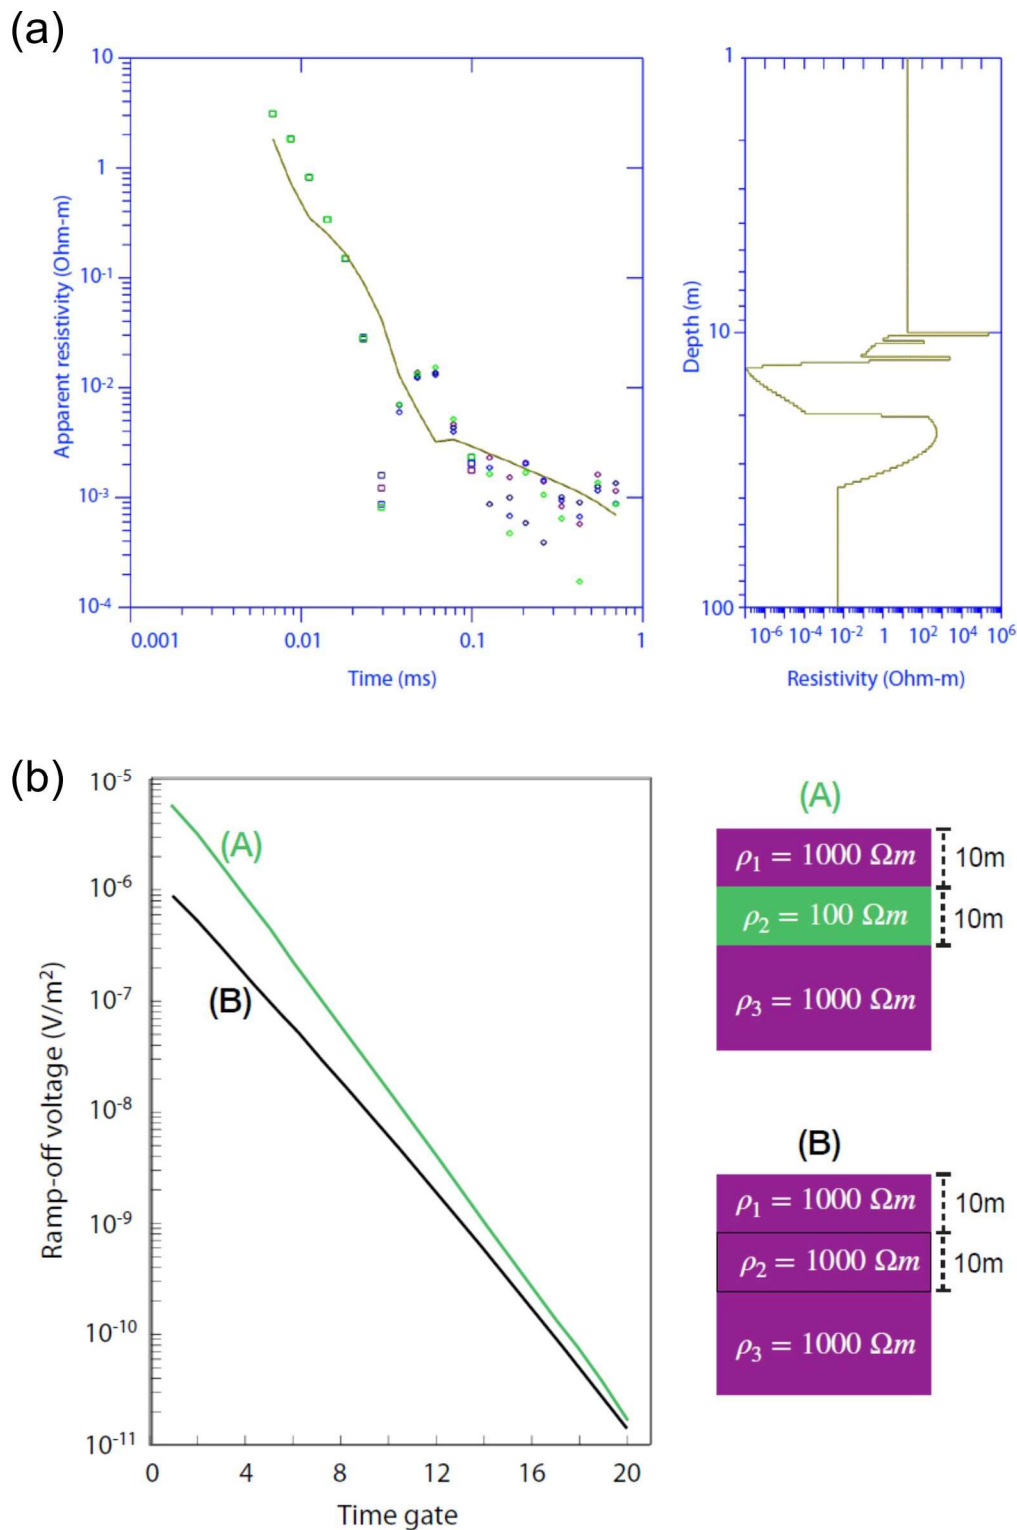 (a)
10
1
10-1
10-2
10-3
10-4
0.001 0.01 0.1 1
Time (ms)
Apparent resistivity (Ohm-m)
1
10
100
Depth (m)
10-6 10-4 10-2 1 102 104 106
Resistivity (Ohm-m)
(b)
10-5
10-6
10-7
10-8
10-9
10-10
10-11
Ramp-off voltage (V/m2)
(A)
(B)
0 4 8 12 16 20
Time gate
(A)
ρ1 = 1000 Ωm 10m
ρ2 = 100 Ωm 10m
ρ3 = 1000 Ωm
(B)
ρ1 = 1000 Ωm 10m
ρ2 = 1000 Ωm 10m
ρ3 = 1000 Ωm